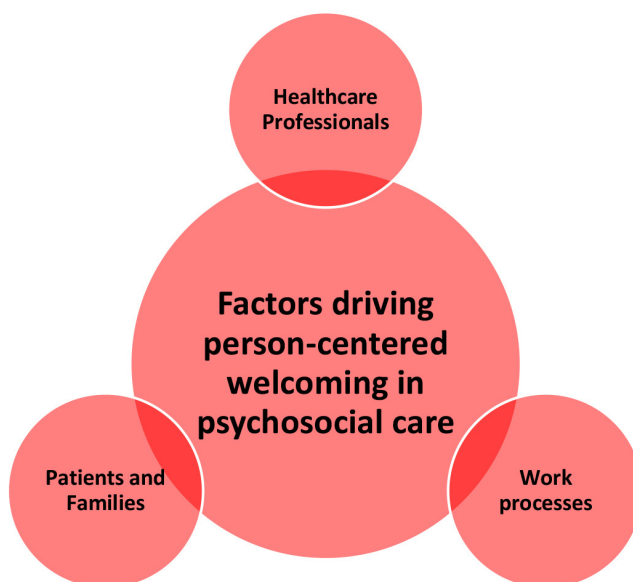 Healthcare
Professionals
Factors driving
person-centered
welcoming in
psychosocial care
Patients and
Families
Work
processes